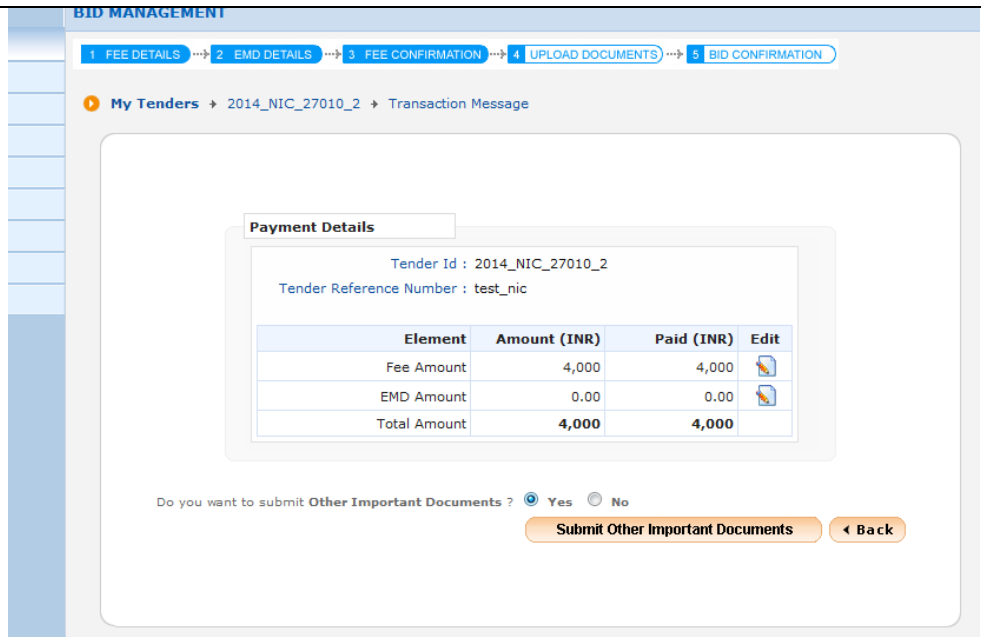 BID MANAGEMENT
1 FEE DETAILS 2 EMD DETAILS 3 FEE CONFIRMATION 4 UPLOAD DOCUMENTS 5 BID CONFIRMATION
My Tenders 2014_NIC_27010_2 Transaction Message
Payment Details
Tender Id : 2014_NIC_27010_2
Tender Reference Number : test_nic
Element Amount (INR) Paid (INR) Edit
Fee Amount 4,000 4,000
EMD Amount 0.00 0.00
Total Amount 4,000 4,000
Do you want to submit Other Important Documents ? Yes No
Submit Other Important Documents Back